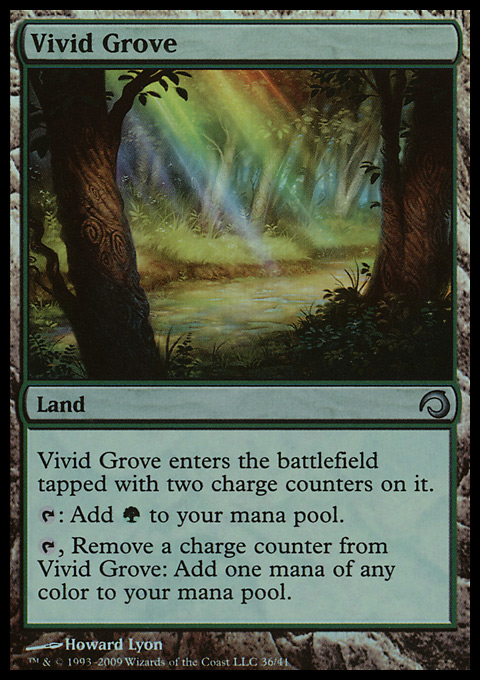 Vivid Grove
Land
Vivid Grove enters the battlefield
tapped with two charge counters on it.
: Add to your mana pool.
, Remove a charge counter from
Vivid Grove: Add one mana of any
color to your mana pool.
Howard Lyon
™ & © 1993-2009 Wizards of the Coast LLC 36/41